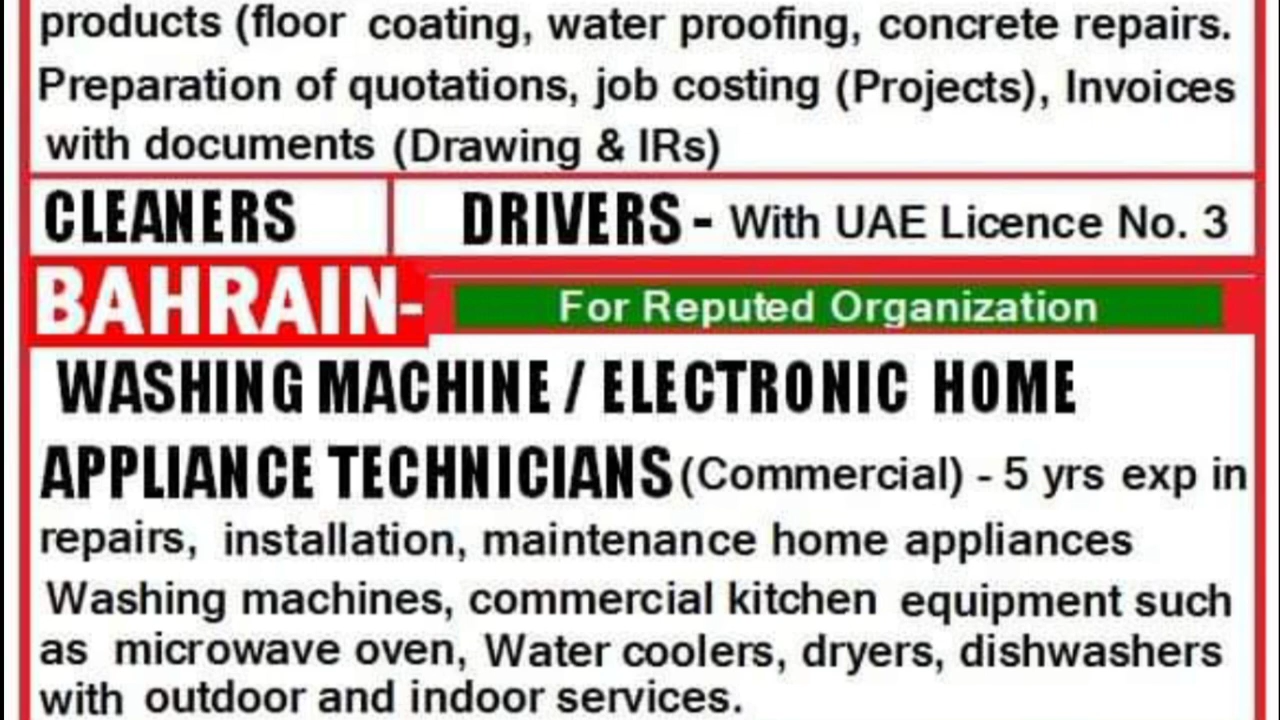 products (floor coating, water proofing, concrete repairs.
Preparation of quotations, job costing (Projects), Invoices
with documents (Drawing & IRs)
CLEANERS
DRIVERS - With UAE Licence No. 3
BAHRAIN-
For Reputed Organization
WASHING MACHINE / ELECTRONIC HOME
APPLIANCE TECHNICIANS (Commercial) - 5 yrs exp in
repairs, installation, maintenance home appliances
Washing machines, commercial kitchen equipment such
as microwave oven, Water coolers, dryers, dishwashers
with outdoor and indoor services.